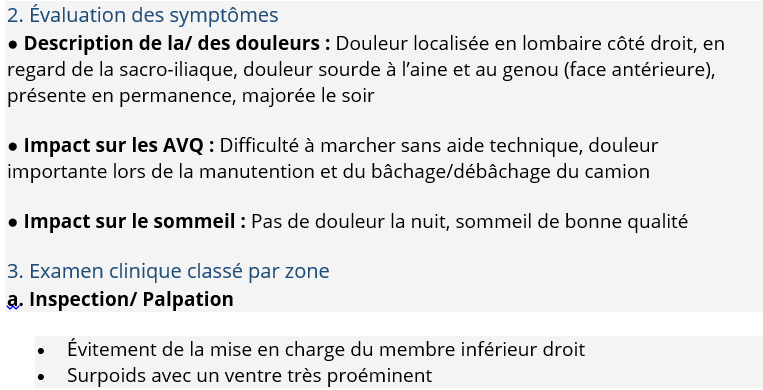 2. Évaluation des symptômes
● Description de la/ des douleurs : Douleur localisée en lombaire côté droit, en
regard de la sacro-iliaque, douleur sourde à l’aine et au genou (face antérieure),
présente en permanence, majorée le soir
● Impact sur les AVQ : Difficulté à marcher sans aide technique, douleur
importante lors de la manutention et du bâchage/débâchage du camion
● Impact sur le sommeil : Pas de douleur la nuit, sommeil de bonne qualité
3. Examen clinique classé par zone
a. Inspection/ Palpation
• Évitement de la mise en charge du membre inférieur droit
• Surpoids avec un ventre très proéminent